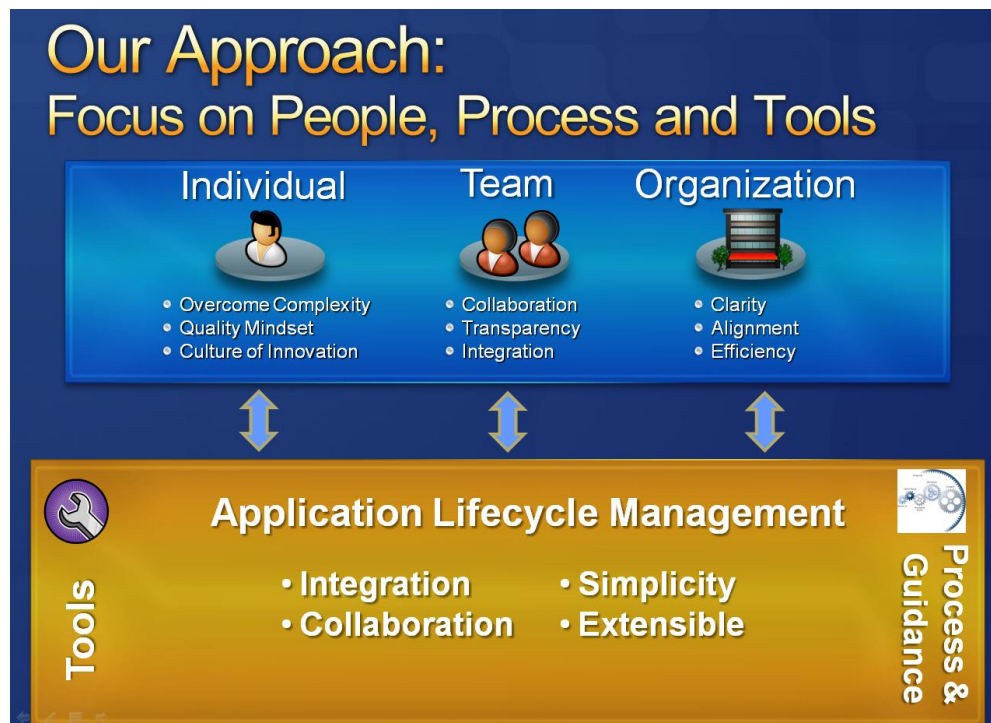 Our Approach:
Focus on People, Process and Tools
Individual
• Overcome Complexity
• Quality Mindset
• Culture of Innovation
Team
• Collaboration
• Transparency
• Integration
Organization
• Clarity
• Alignment
• Efficiency
Tools
Application Lifecycle Management
• Integration
• Collaboration
• Simplicity
• Extensible
Process &
Guidance